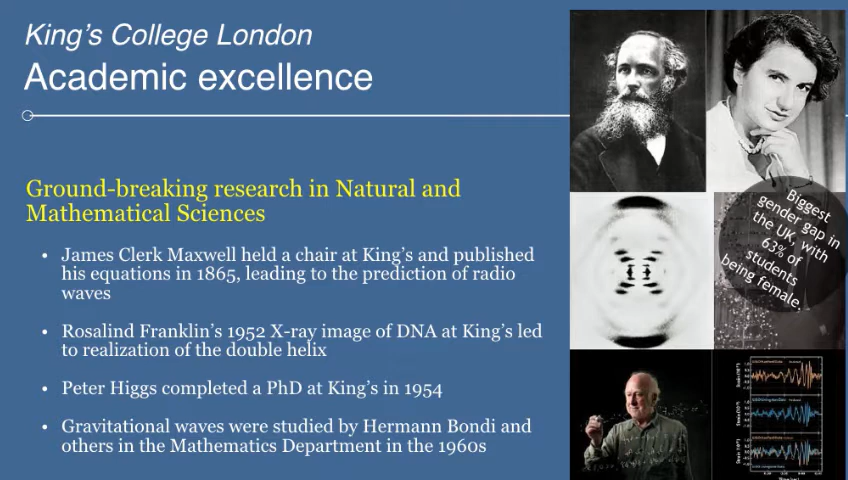 King's College London
Academic excellence
Ground-breaking research in Natural and
Mathematical Sciences
• James Clerk Maxwell held a chair at King's and published
his equations in 1865, leading to the prediction of radio
waves
• Rosalind Franklin's 1952 X-ray image of DNA at King's led
to realization of the double helix
• Peter Higgs completed a PhD at King's in 1954
• Gravitational waves were studied by Hermann Bondi and
others in the Mathematics Department in the 1960s
Biggest
gender gap in
the UK, with
63% of
students
being female.